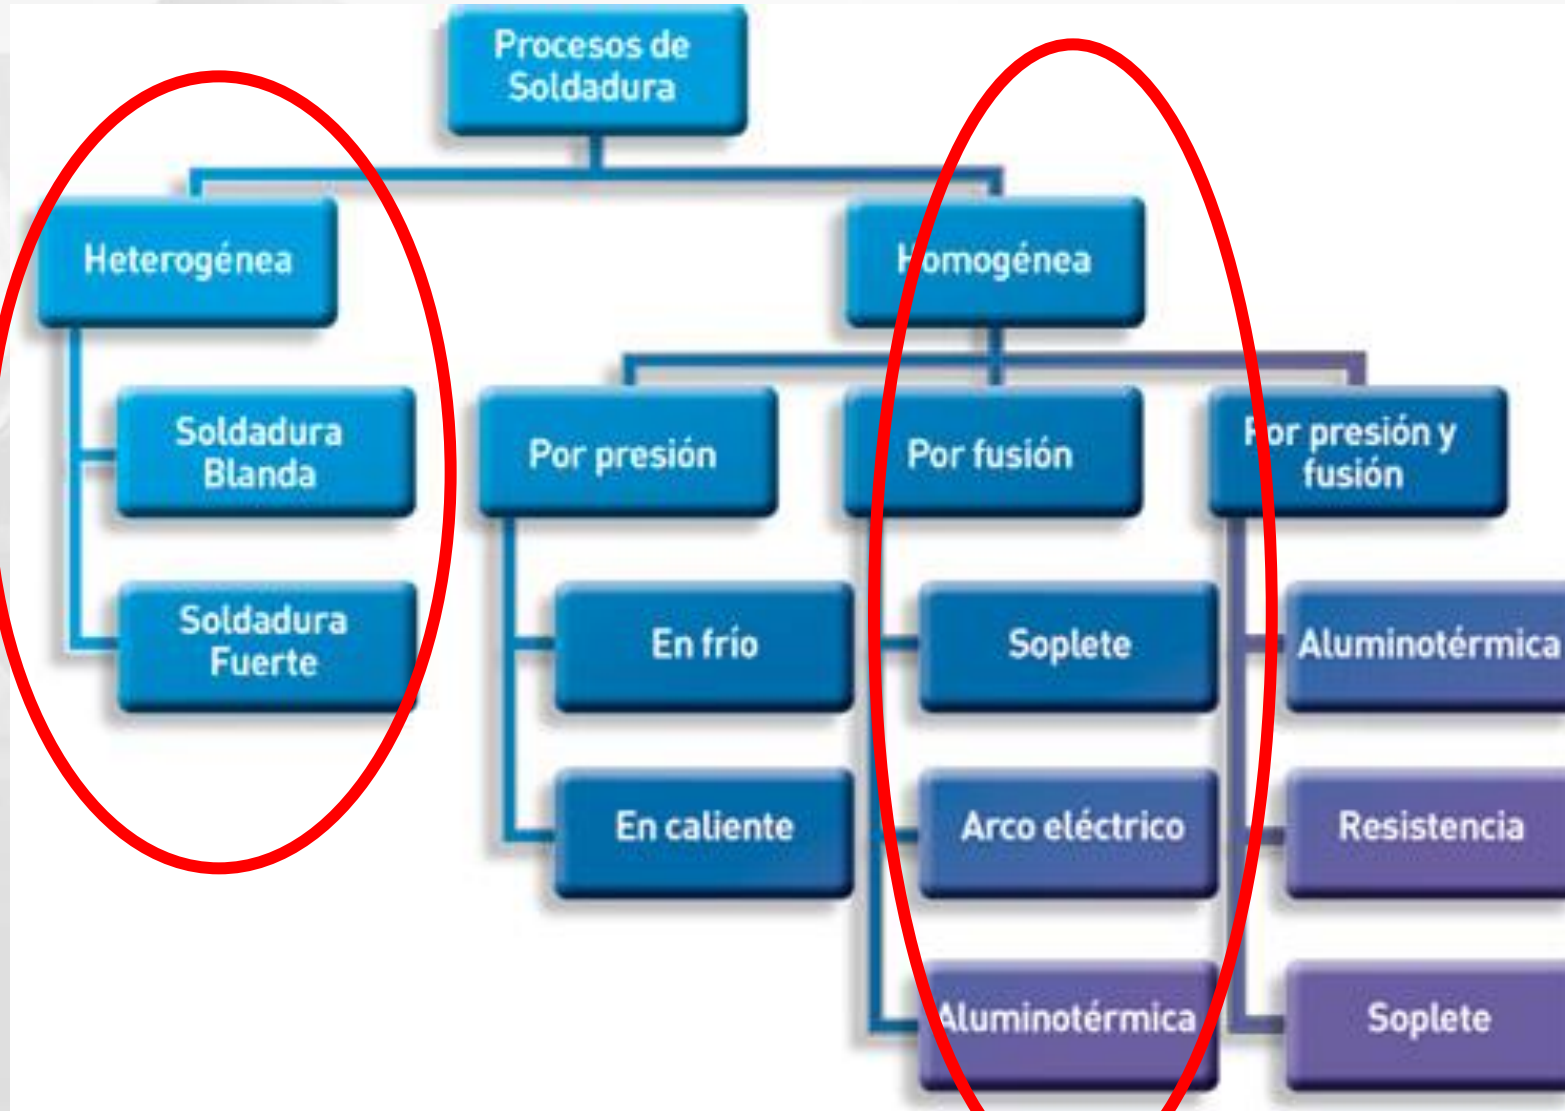 Procesos de
Soldadura
Heterogénea
Homogénea
Soldadura
Blanda
Por presión
Por fusión
Por presión y
fusión
Soldadura
Fuerte
En frío
Soplete
Aluminotérmica
En caliente
Arco eléctrico
Resistencia
Aluminotérmica
Soplete